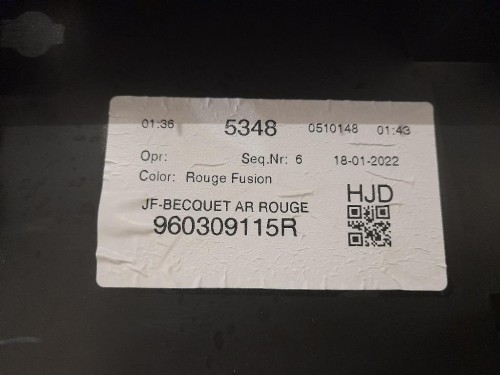 01:36 5348 0510148 01:43
Opr: Seq.Nr: 6 18-01-2022
Color: Rouge Fusion
HJD
JF-BECQUET AR ROUGE
960309115R